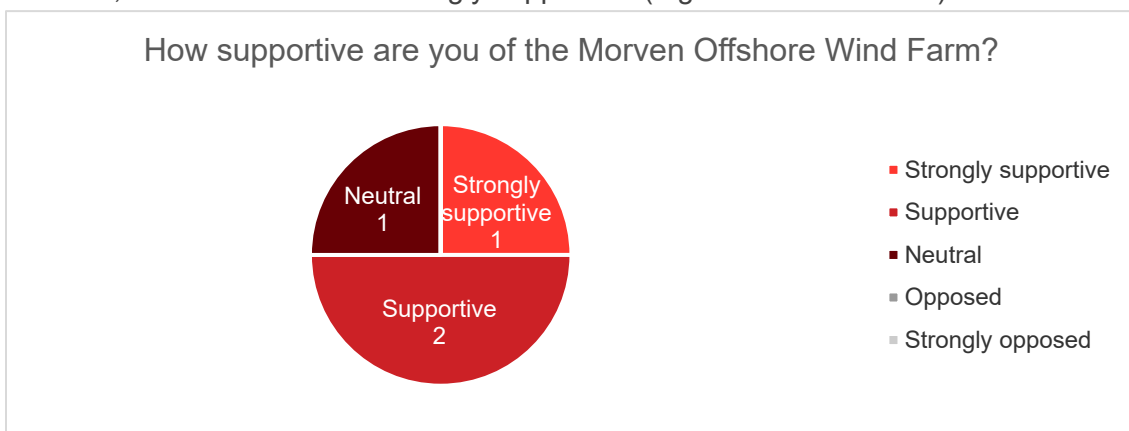 How supportive are you of the Morven Offshore Wind Farm?
Neutral
1
Strongly
supportive
1
Supportive
2
Strongly supportive
Supportive
Neutral
Opposed
Strongly opposed